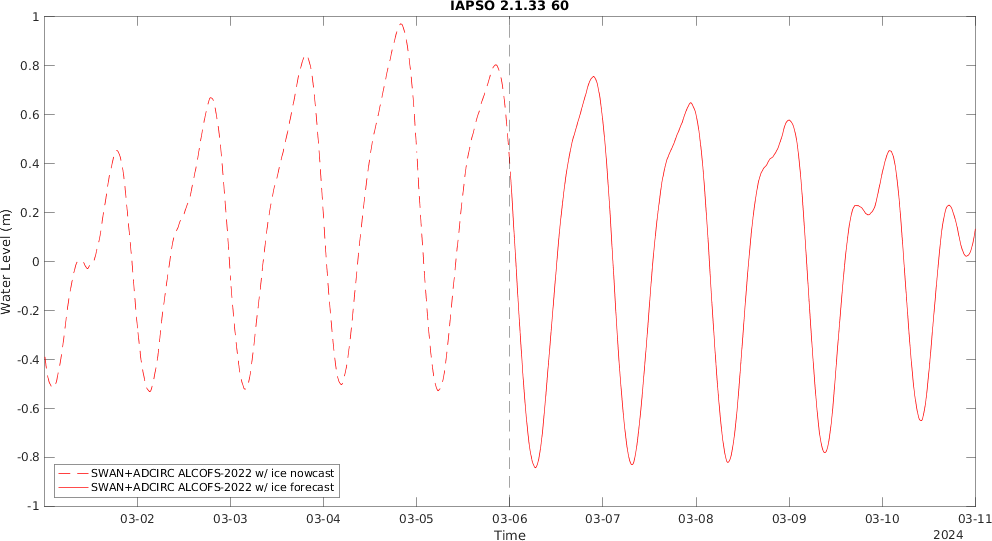 IAPSO 2.1.33 60
1
0.8
0.6
0.4
0.2
0
-0.2
-0.4
-0.6
-0.8
-1
Water Level (m)
SWAN+ADCIRC ALCOFS-2022 w/ ice nowcast
SWAN+ADCIRC ALCOFS-2022 w/ ice forecast
03-02 03-03 03-04 03-05 03-06 03-07 03-08 03-09 03-10 03-11
Time
2024